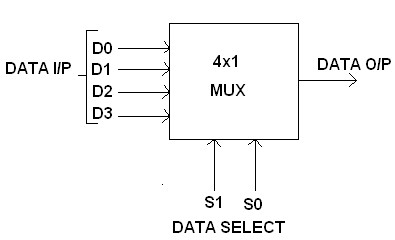 D0
4x1
DATA I/P
D1
DATA O/P
D2
MUX
D3
S1 S0
DATA SELECT